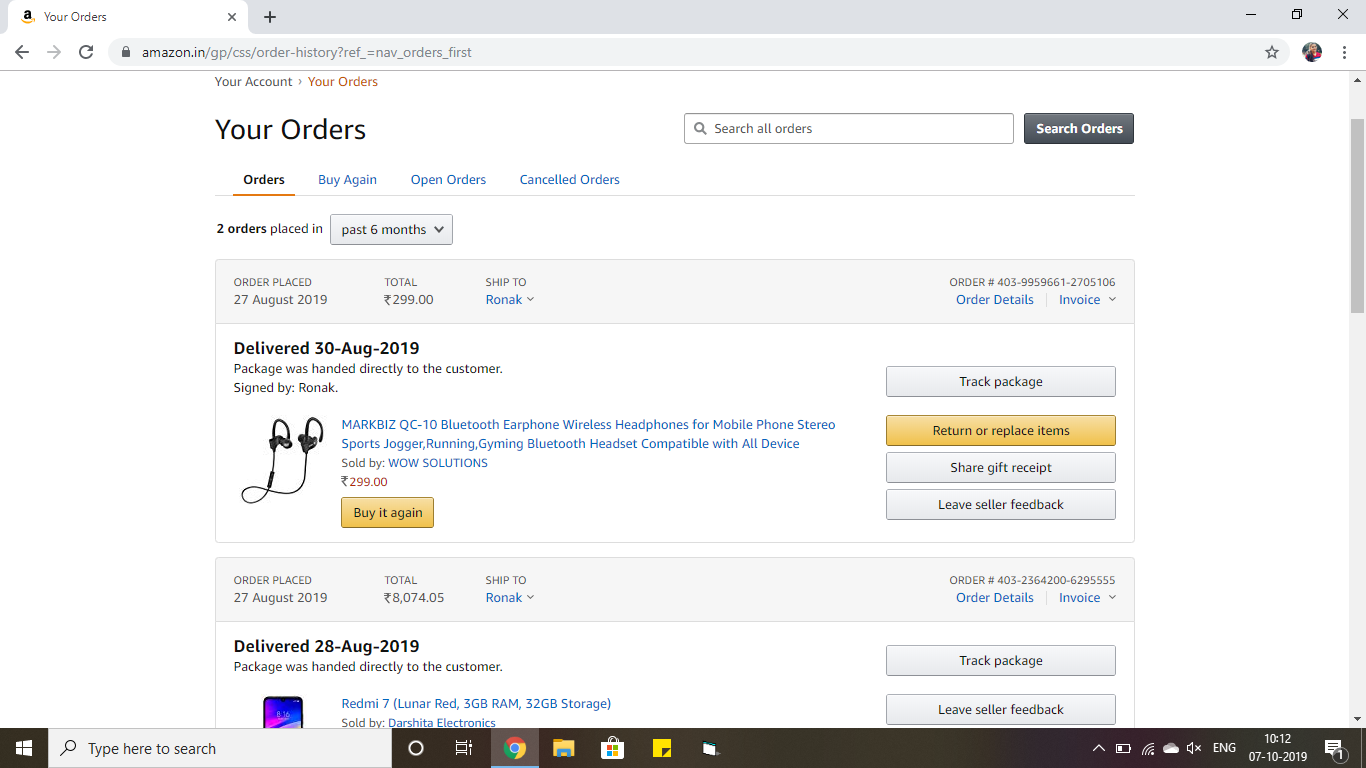 Your Orders
amazon.in/gp/css/order-history?ref_=nav_orders_first
Your Account › Your Orders
Your Orders
Search all orders
Search Orders
Orders
Buy Again
Open Orders
Cancelled Orders
2 orders placed in
past 6 months
ORDER PLACED
27 August 2019
TOTAL
₹299.00
SHIP TO
Ronak
ORDER # 403-9959661-2705106
Order Details
Invoice
Delivered 30-Aug-2019
Package was handed directly to the customer.
Signed by: Ronak.
MARKBIZ QC-10 Bluetooth Earphone Wireless Headphones for Mobile Phone Stereo
Sports Jogger,Running,Gyming Bluetooth Headset Compatible with All Device
Sold by: WOW SOLUTIONS
₹299.00
Buy it again
Track package
Return or replace items
Share gift receipt
Leave seller feedback
ORDER PLACED
27 August 2019
TOTAL
₹8,074.05
SHIP TO
Ronak
ORDER # 403-2364200-6295555
Order Details
Invoice
Delivered 28-Aug-2019
Package was handed directly to the customer.
Redmi 7 (Lunar Red, 3GB RAM, 32GB Storage)
Sold by: Darshita Electronics
8:16
Track package
Leave seller feedback
Type here to search
ENG
10:12
07-10-2019
1